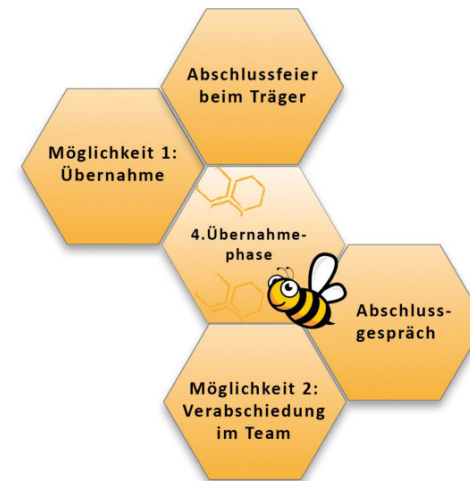 Abschlussfeier
beim Träger
Möglichkeit 1:
Übernahme
4.Übernahme-
phase
Abschluss-
gespräch
Möglichkeit 2:
Verabschiedung
im Team